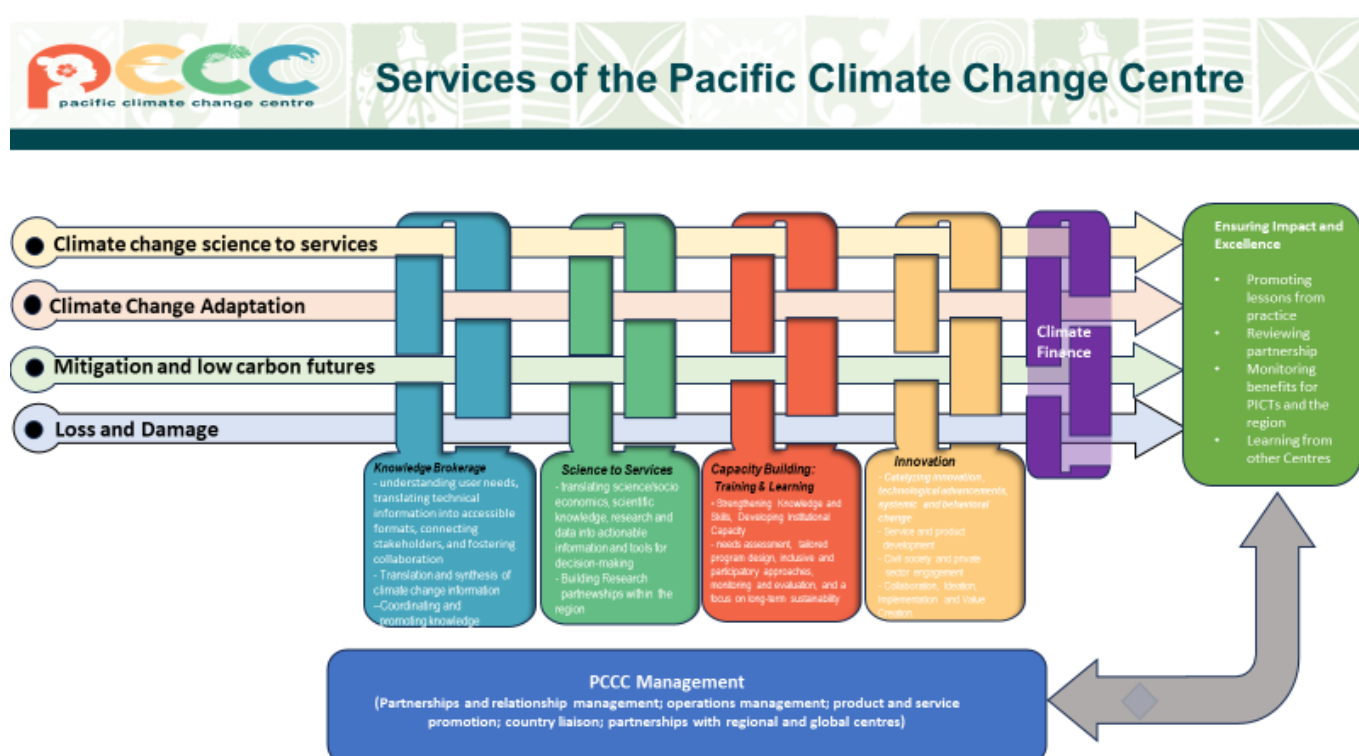 PCCC
pacific climate change centre
Services of the Pacific Climate Change Centre
Climate change science to services
Climate Change Adaptation
Mitigation and low carbon futures
Loss and Damage
Climate
Finance
Knowledge Brokerage
- understanding user needs,
translating technical
information into accessible
formats, connecting
stakeholders, and fostering
collaboration
- Translation and synthesis of
climate change information
–Coordinating and
promoting knowledge
Science to Services
- translating science/socio
economics, scientific
knowledge, research and
data into actionable
information and tools for
decision-making
- Building Research
partnewships within the
region
Capacity Building:
Training & Learning
- Strengthening Knowledge and
Skills, Developing Institutional
Capacity
- needs assessment, tailored
program design, inclusive and
participatory approaches,
monitoring and evaluation, and a
focus on long-term sustainability
Innovation
- Catalyzing innovation,
technological advancements,
systemic and behavioral
change
- Service and product
development
- Civil society and private
sector engagement
- Collaboration, Ideation,
Implementation and Value
Creation
Ensuring Impact and
Excellence
• Promoting
lessons from
practice
• Reviewing
partnership
• Monitoring
benefits for
PICTs and the
region
• Learning from
other Centres
PCCC Management
(Partnerships and relationship management; operations management; product and service
promotion; country liaison; partnerships with regional and global centres)